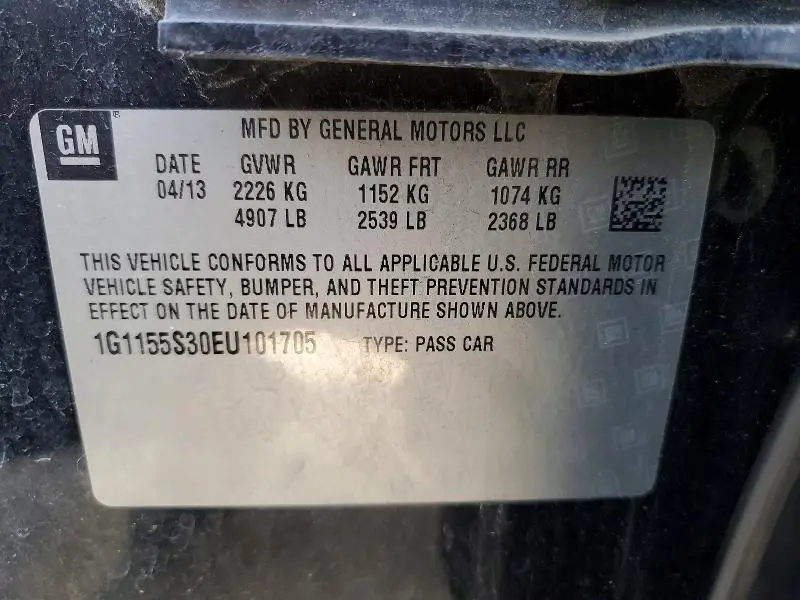 GM
MFD BY GENERAL MOTORS LLC
DATE GVWR GAWR FRT GAWR RR
04/13 2226 KG 1152 KG 1074 KG
4907 LB 2539 LB 2368 LB
THIS VEHICLE CONFORMS TO ALL APPLICABLE U.S. FEDERAL MOTOR
VEHICLE SAFETY, BUMPER, AND THEFT PREVENTION STANDARDS IN
EFFECT ON THE DATE OF MANUFACTURE SHOWN ABOVE.
1G1155S30EU101705 TYPE: PASS CAR